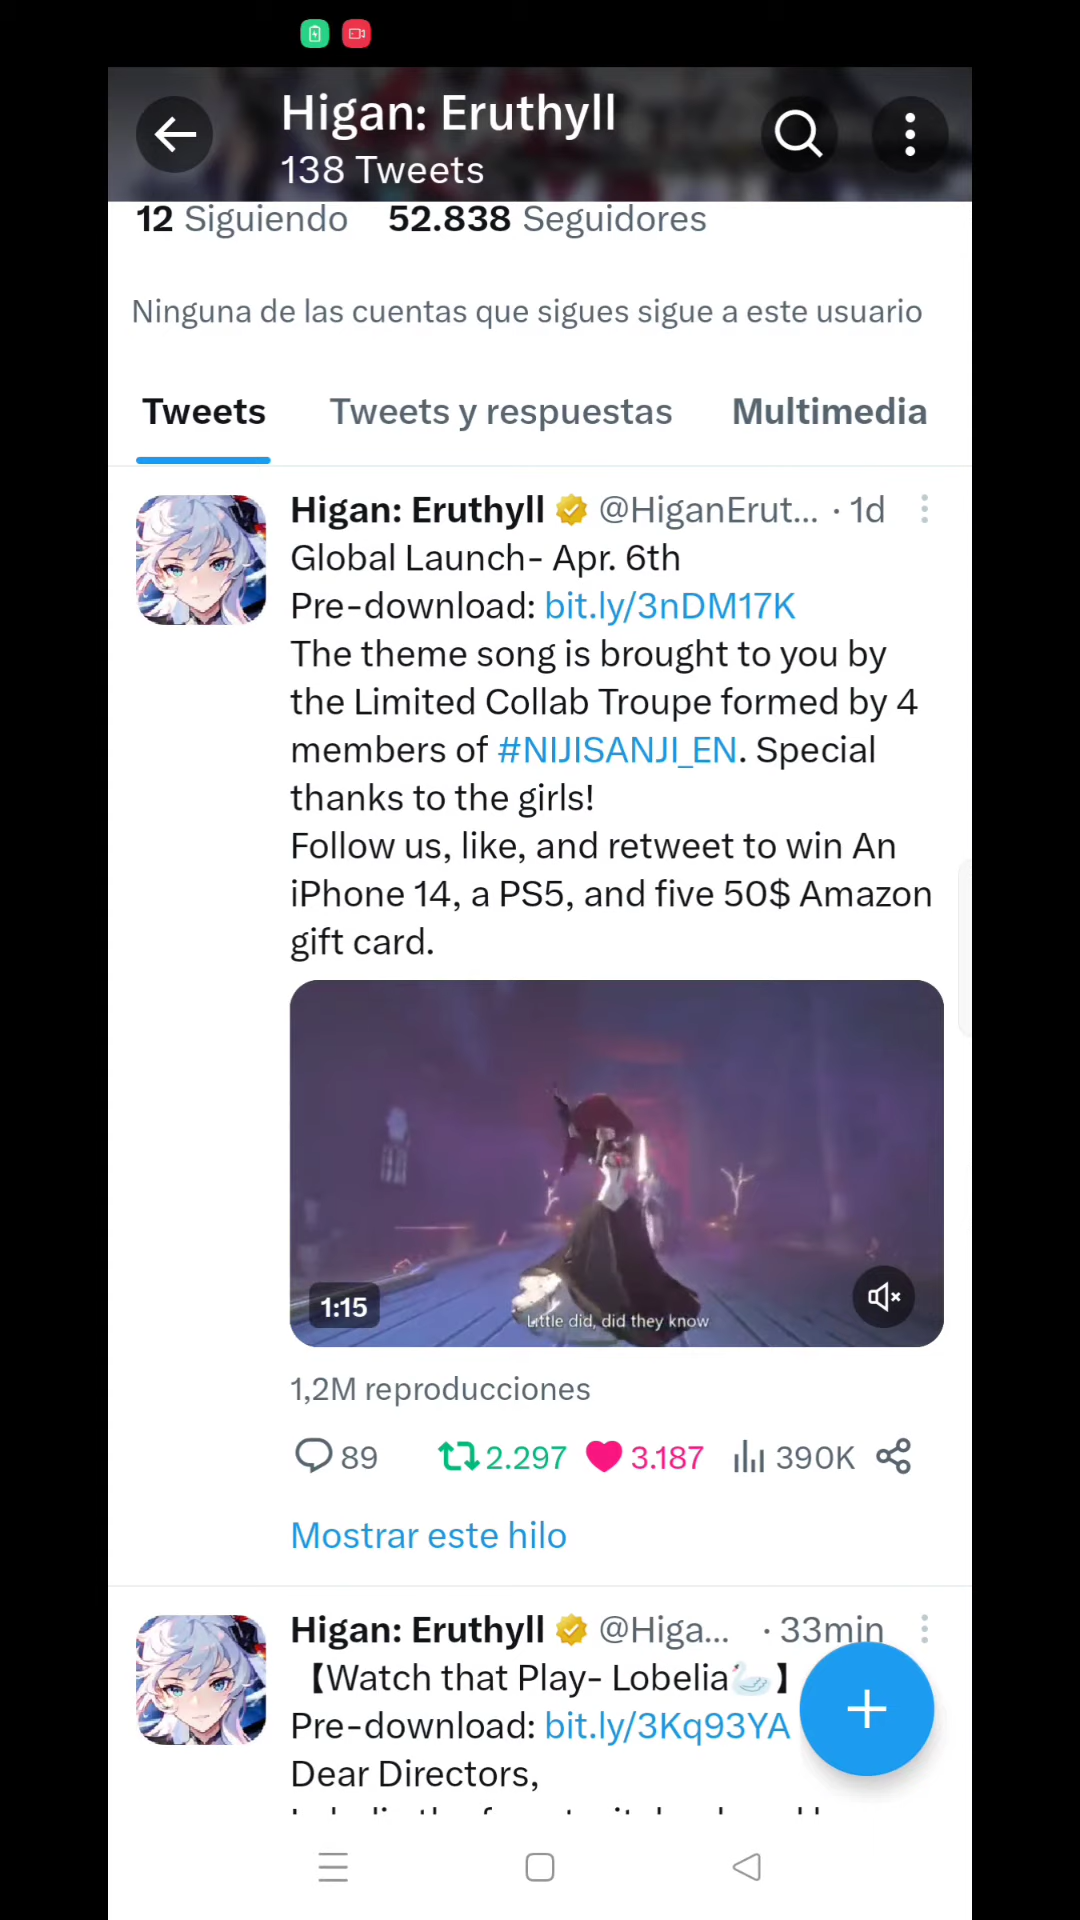 Higan: Eruthyll
138 Tweets
12 Siguiendo 52.838 Seguidores
Ninguna de las cuentas que sigues sigue a este usuario
Tweets Tweets y respuestas Multimedia
Higan: Eruthyll @HiganErut... · 1d
Global Launch- Apr. 6th
Pre-download: bit.ly/3nDM17K
The theme song is brought to you by
the Limited Collab Troupe formed by 4
members of #NIJISANJI_EN. Special
thanks to the girls!
Follow us, like, and retweet to win An
iPhone 14, a PS5, and five 50$ Amazon
gift card.
1:15
Little did, did they know
1,2M reproducciones
89 2.297 3.187 390K
Mostrar este hilo
Higan: Eruthyll @Higa... · 33min
【Watch that Play- Lobelia🦢】
Pre-download: bit.ly/3Kq93YA
Dear Directors,